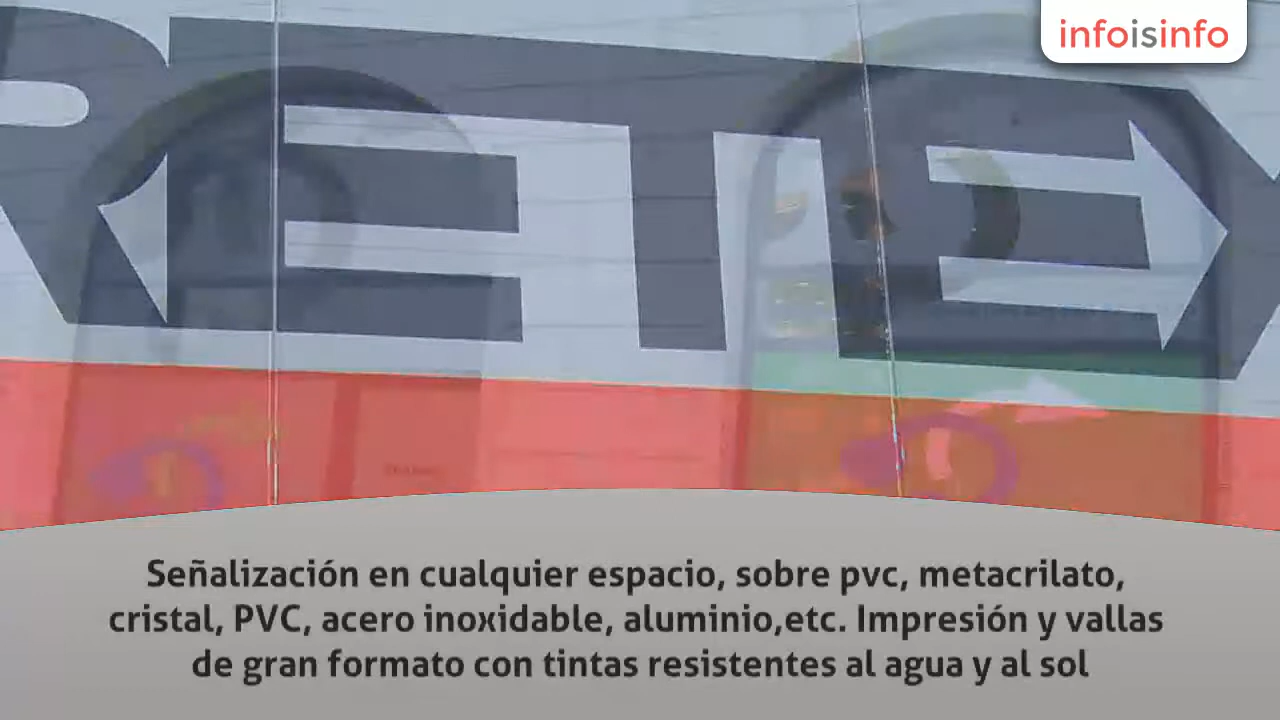 infoisinfo
RETEX
Señalización en cualquier espacio, sobre pvc, metacrilato,
cristal, PVC, acero inoxidable, aluminio,etc. Impresión y vallas
de gran formato con tintas resistentes al agua y al sol